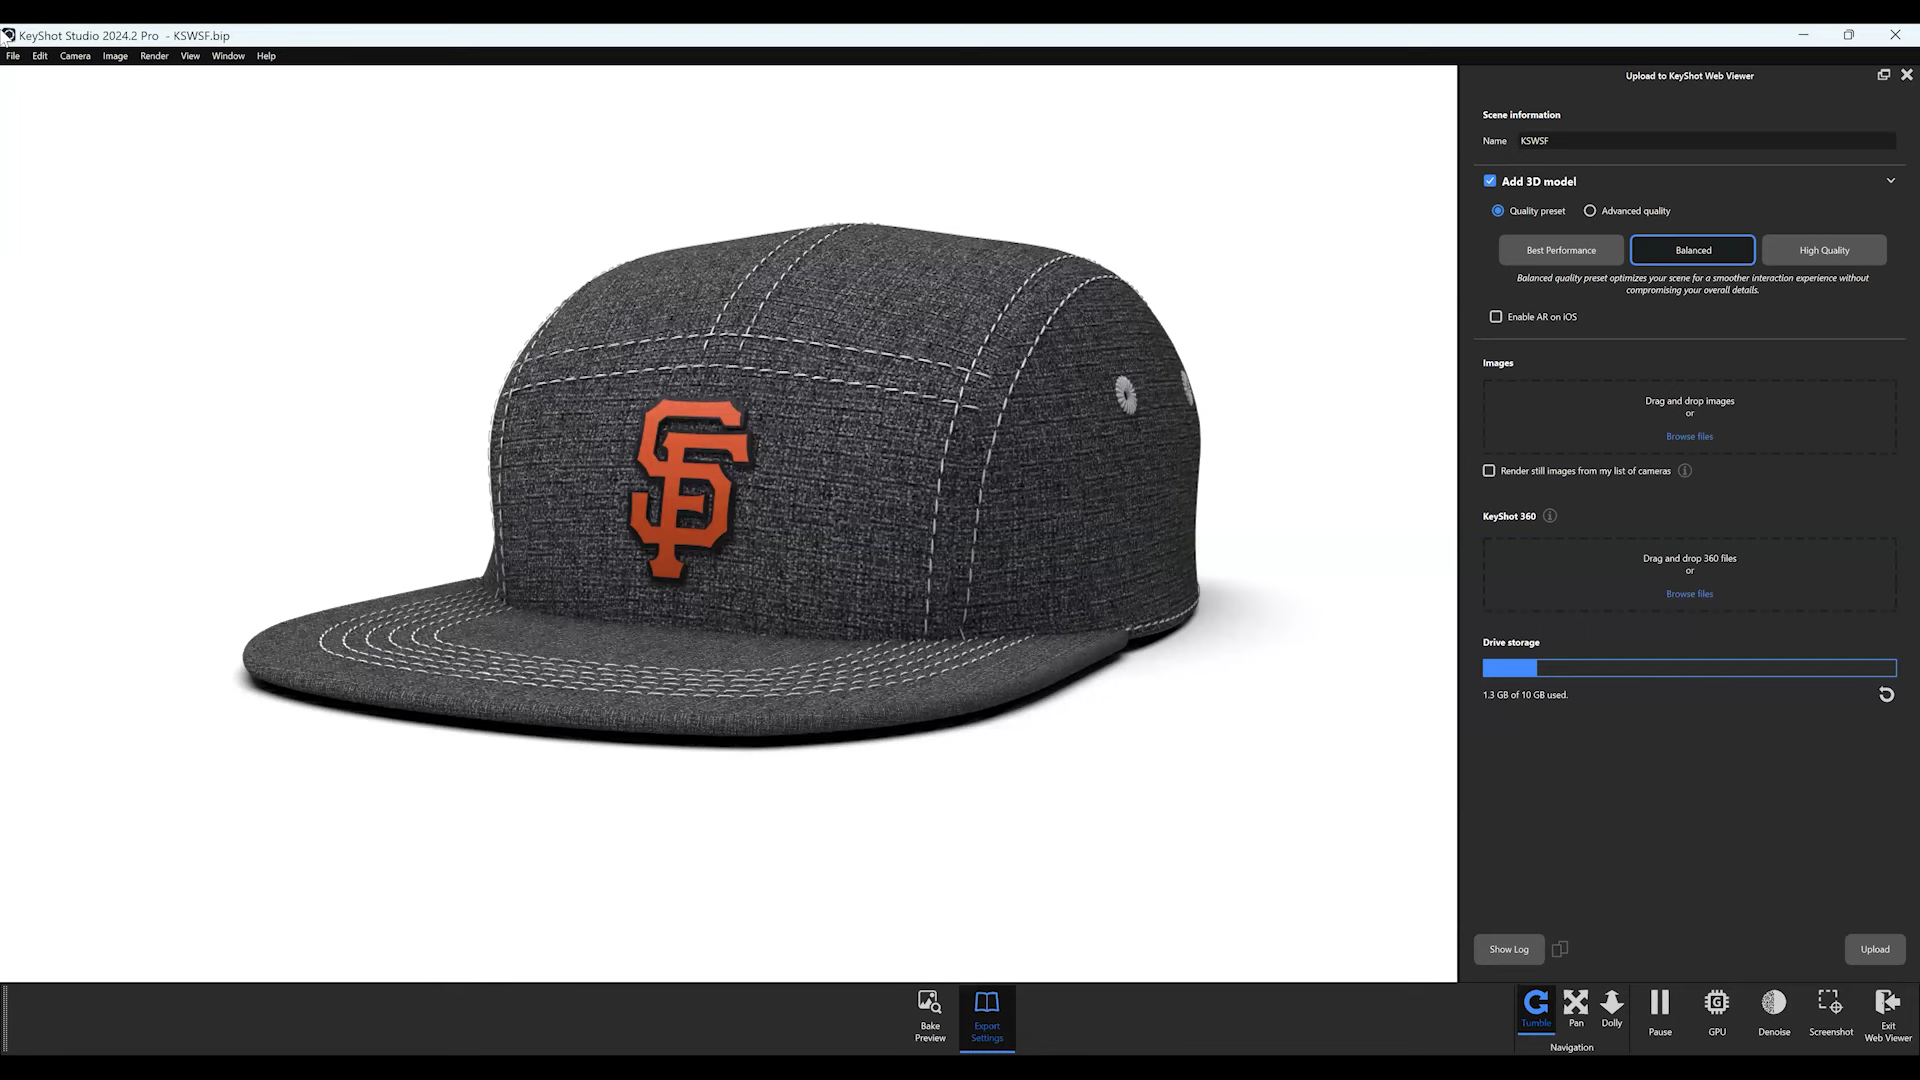 KeyShot Studio 2024.2 Pro - KSWSF.bip
File Edit Camera Image Render View Window Help
Upload to KeyShot Web Viewer
Scene information
Name KSWSF
Add 3D model
Quality preset Advanced quality
Best Performance Balanced High Quality
Balanced quality preset optimizes your scene for a smoother interaction experience without
compromising your overall details.
Enable AR on iOS
Images
Drag and drop images
or
Browse files
Render still images from my list of cameras
KeyShot 360
Drag and drop 360 files
or
Browse files
Drive storage
1.3 GB of 10 GB used.
SF
Show Log Upload
Bake
Preview
Export
Settings
Tumble Pan Dolly
Navigation
Pause
G
GPU
Denoise
Screenshot
Exit
Web Viewer